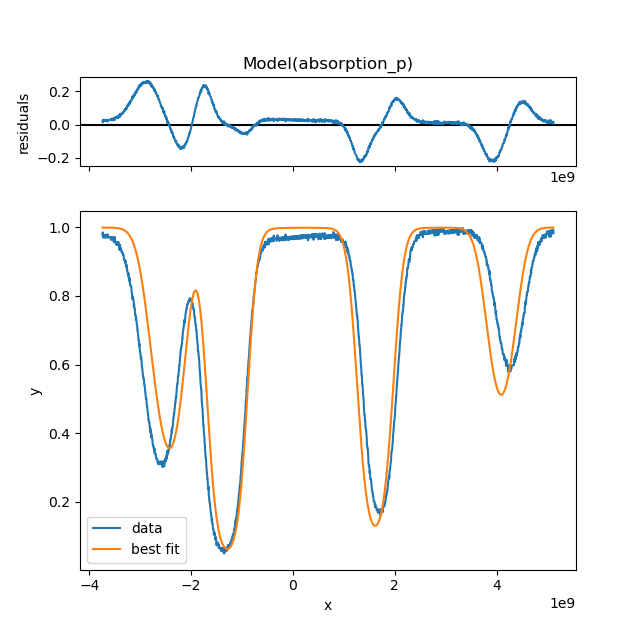 Model(absorption_p)
residuals
0.2
0.0
−0.2
1e9
y
1.0
0.8
0.6
0.4
0.2
data
best fit
−4
−2
0
2
4
x
1e9